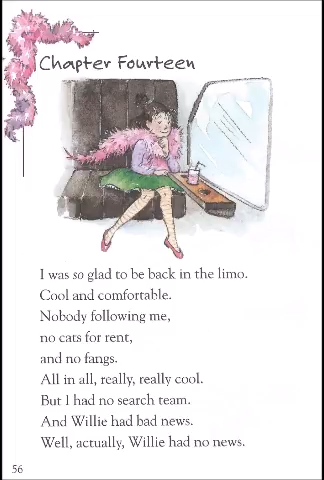 Chapter Fourteen
I was so glad to be back in the limo.
Cool and comfortable.
Nobody following me,
no cats for rent,
and no fangs.
All in all, really, really cool.
But I had no search team.
And Willie had bad news.
Well, actually, Willie had no news.
56